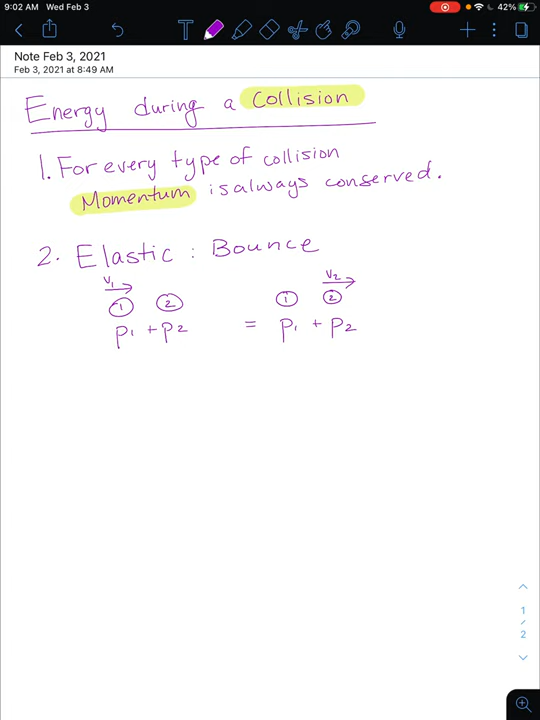 9:02 AM Wed Feb 3
42%
T
Note Feb 3, 2021
Feb 3, 2021 at 8:49 AM
Energy during a Collision
1. For every type of collision
Momentum is always conserved.
2. Elastic : Bounce
V1 V2
1 2 1 2
P1 + P2 = P1 + P2
1
/
2